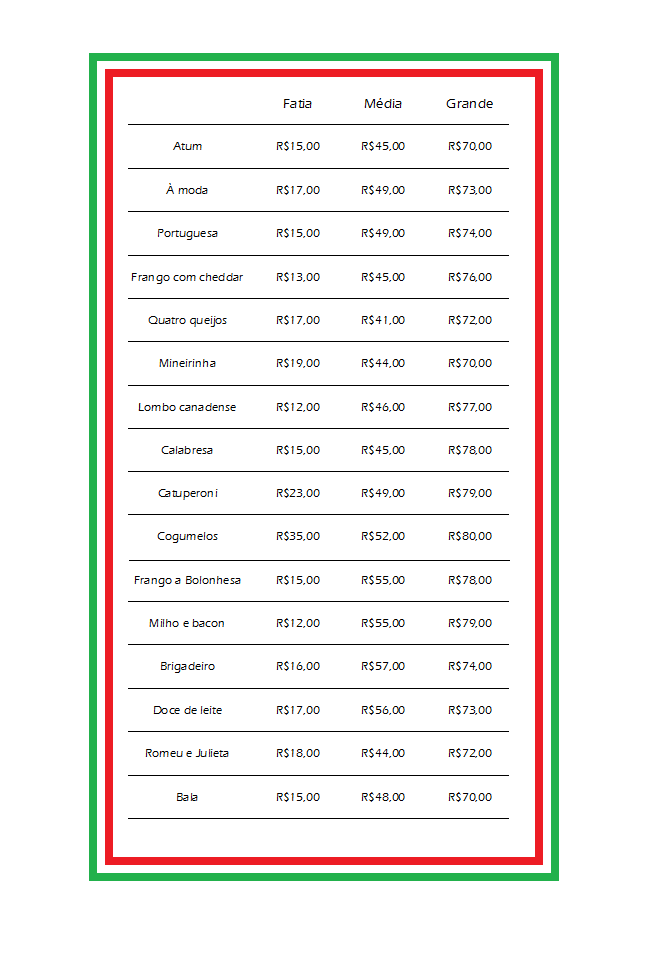 Fatia Média Grande
Atum R$15,00 R$45,00 R$70,00
À moda R$17,00 R$49,00 R$73,00
Portuguesa R$15,00 R$49,00 R$74,00
Frango com cheddar R$13,00 R$45,00 R$76,00
Quatro queijos R$17,00 R$41,00 R$72,00
Mineirinha R$19,00 R$44,00 R$70,00
Lombo canadense R$12,00 R$46,00 R$77,00
Calabresa R$15,00 R$45,00 R$78,00
Catuperoni R$23,00 R$49,00 R$79,00
Cogumelos R$35,00 R$52,00 R$80,00
Frango a Bolonhesa R$15,00 R$55,00 R$78,00
Milho e bacon R$12,00 R$55,00 R$79,00
Brigadeiro R$16,00 R$57,00 R$74,00
Doce de leite R$17,00 R$56,00 R$73,00
Romeu e Julieta R$18,00 R$44,00 R$72,00
Bala R$15,00 R$48,00 R$70,00